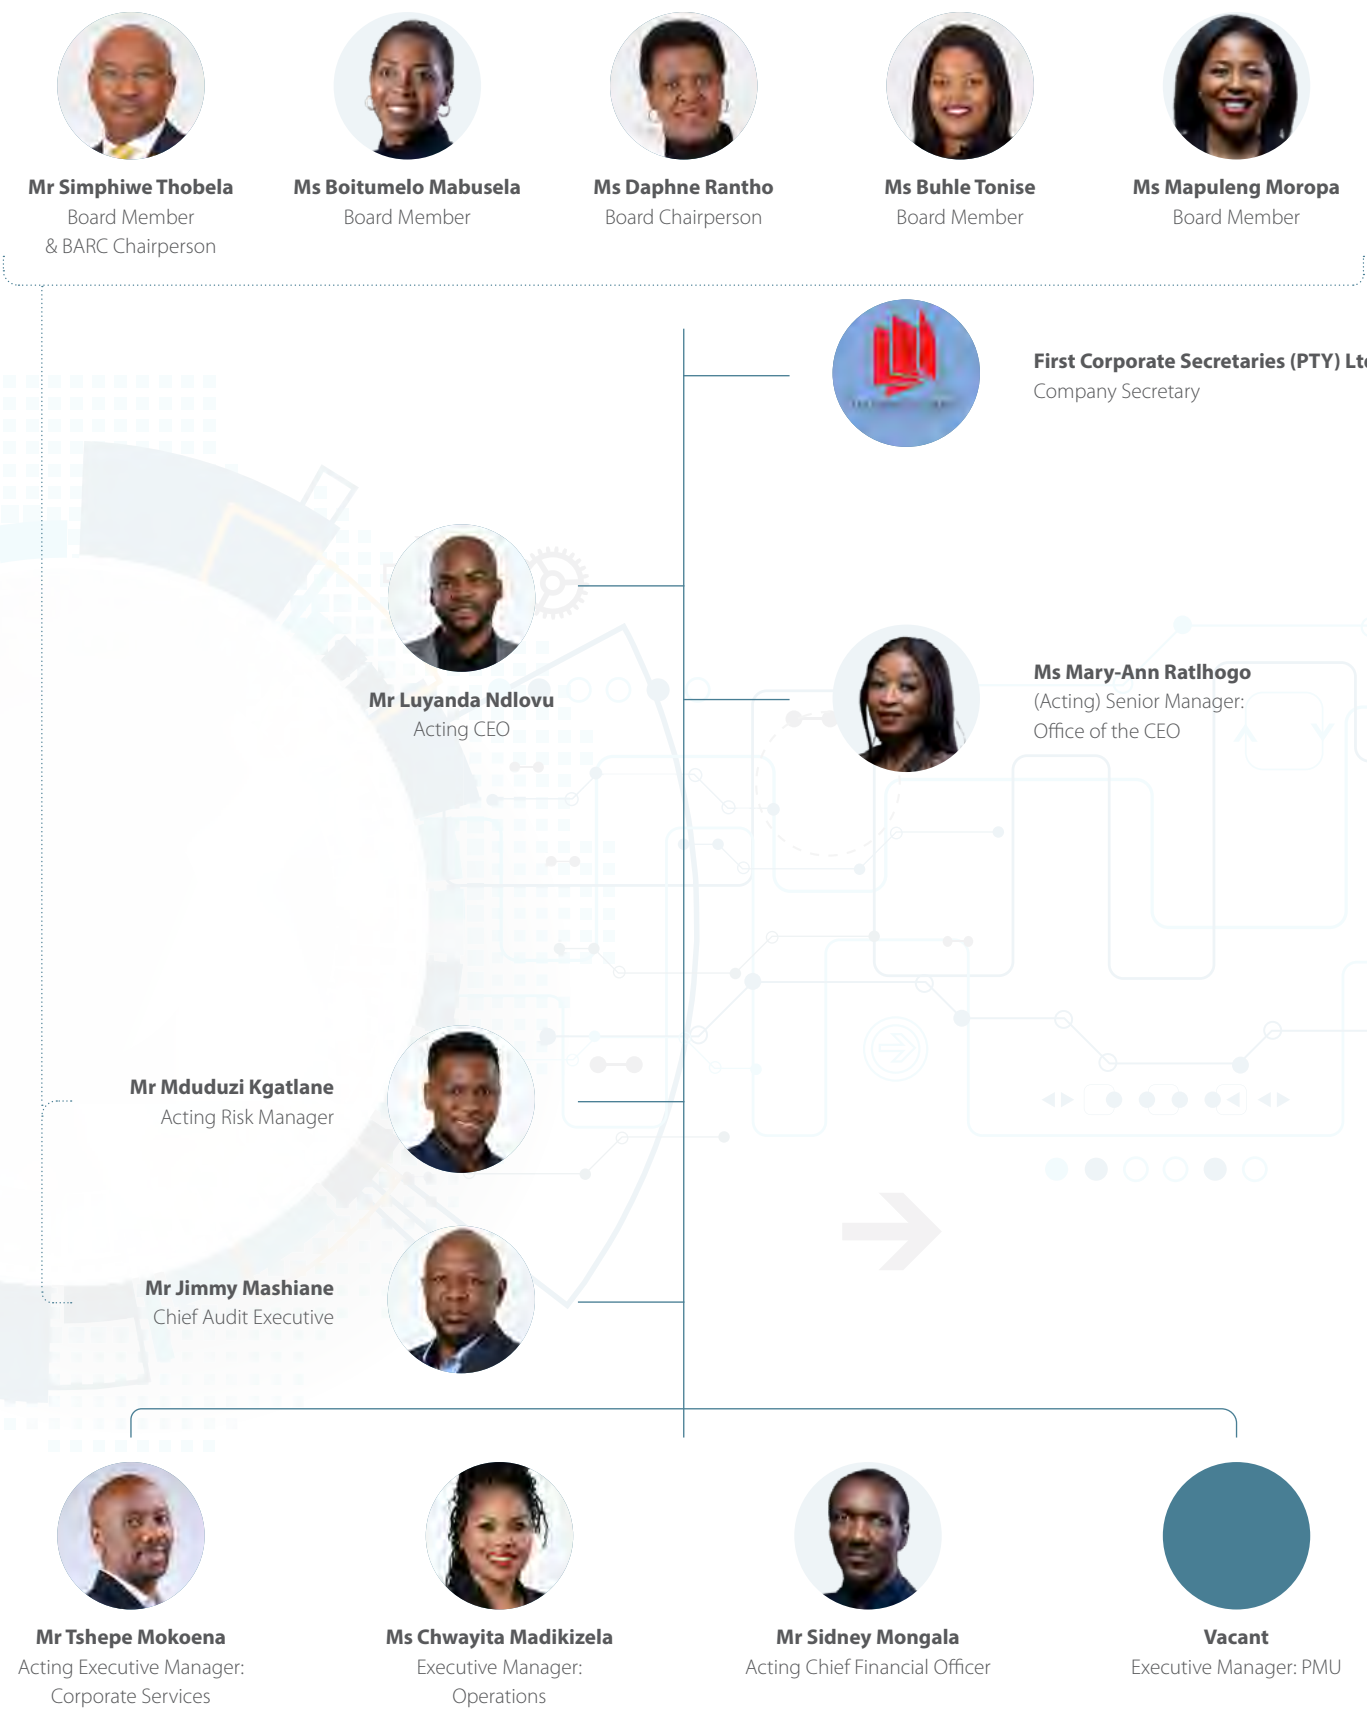 Mr Simphiwe Thobela
Board Member
& BARC Chairperson
Ms Boitumelo Mabusela
Board Member
Ms Daphne Rantho
Board Chairperson
Ms Buhle Tonise
Board Member
Ms Mapuleng Moropa
Board Member
First Corporate Secretaries (PTY) Lt
Company Secretary
Mr Luyanda Ndlovu
Acting CEO
Ms Mary-Ann Ratlhogo
(Acting) Senior Manager:
Office of the CEO
Mr Mduduzi Kgatlane
Acting Risk Manager
Mr Jimmy Mashiane
Chief Audit Executive
Mr Tshepe Mokoena
Acting Executive Manager:
Corporate Services
Ms Chwayita Madikizela
Executive Manager:
Operations
Mr Sidney Mongala
Acting Chief Financial Officer
Vacant
Executive Manager: PMU